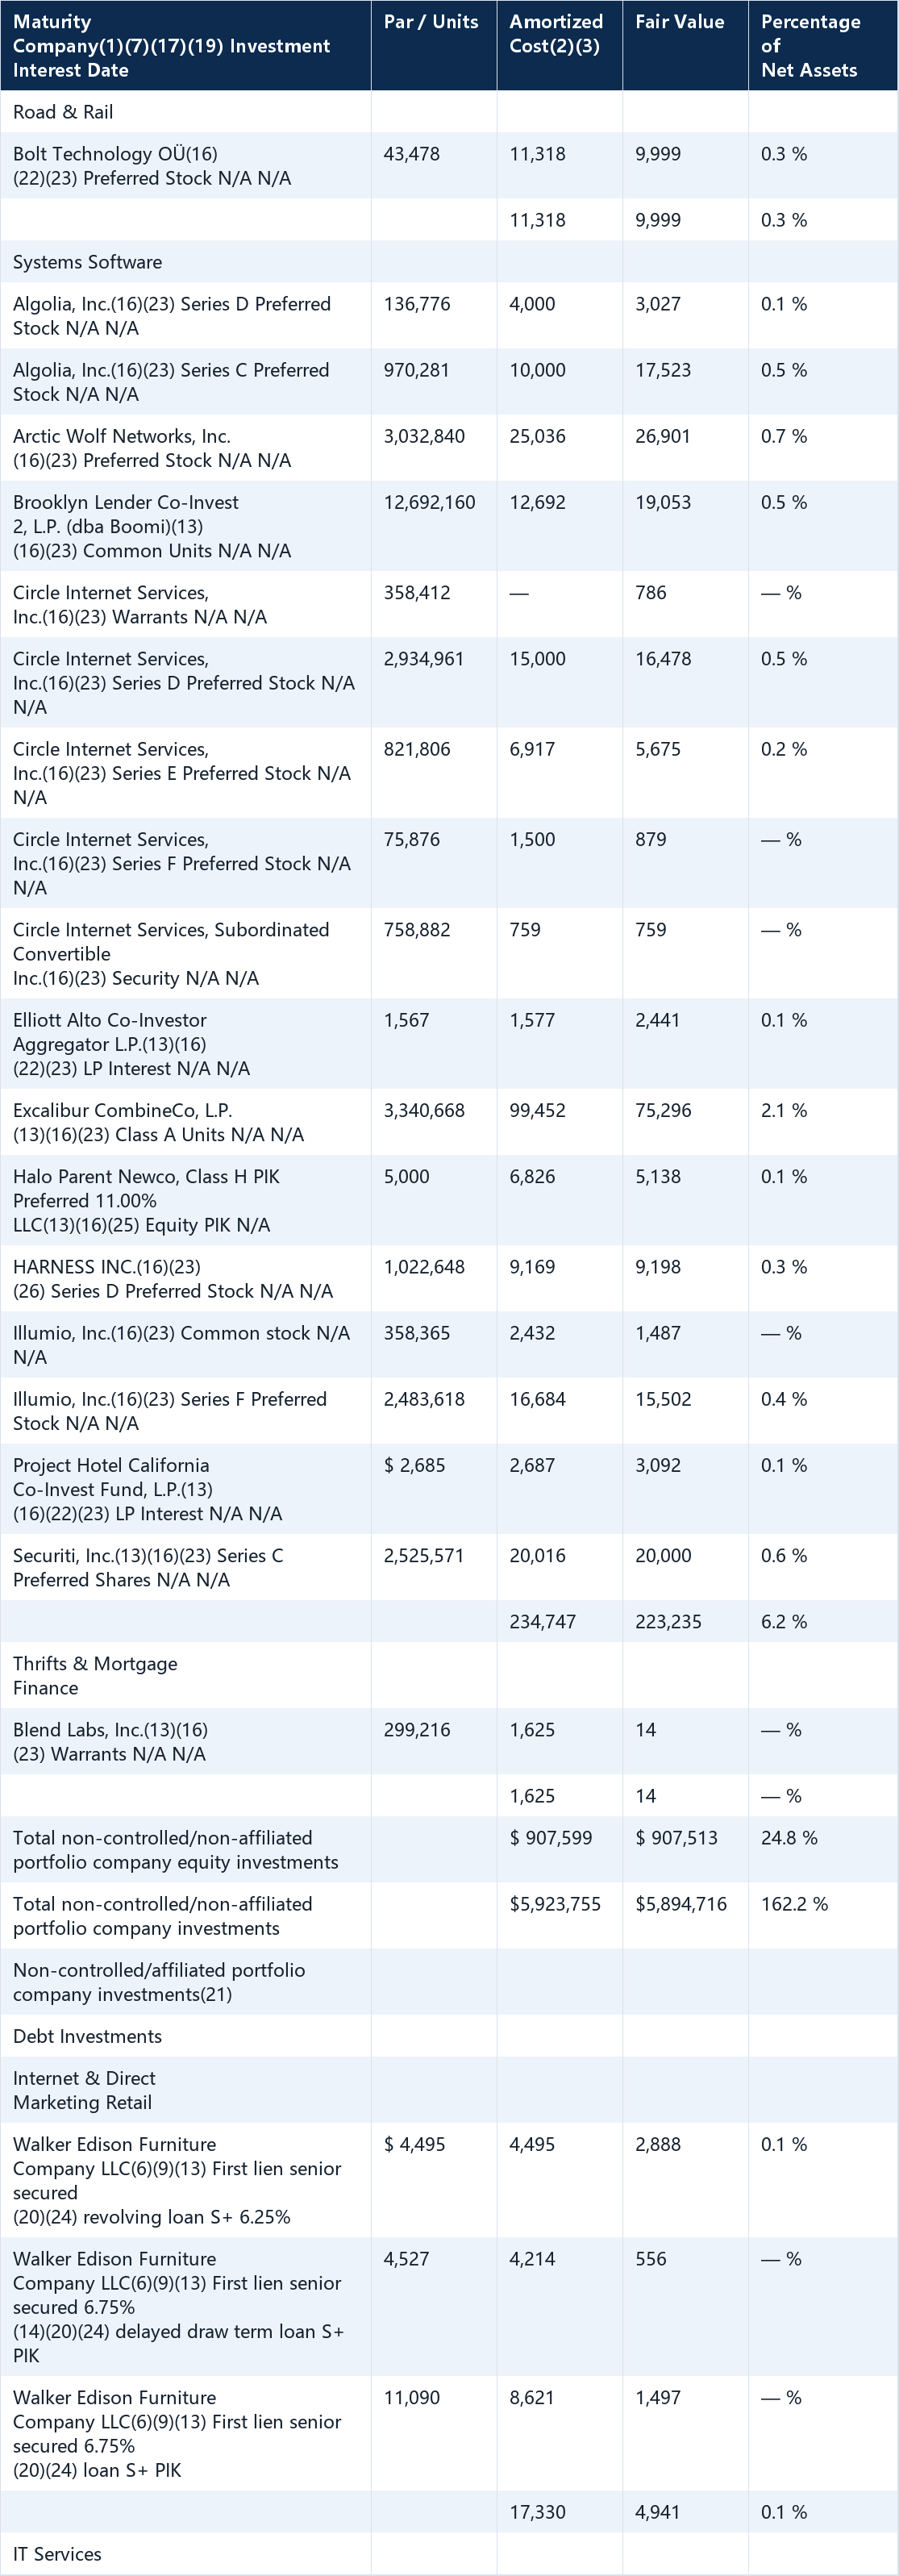 Maturity
Company(1)(7)(17)(19) Investment
Interest Date
Par / Units
Amortized
Cost(2)(3)
Fair Value
Percentage
of
Net Assets
Road & Rail
Bolt Technology OÜ(16)
(22)(23) Preferred Stock N/A N/A
43,478
11,318
9,999
0.3 %
11,318
9,999
0.3 %
Systems Software
Algolia, Inc.(16)(23) Series D Preferred
Stock N/A N/A
136,776
4,000
3,027
0.1 %
Algolia, Inc.(16)(23) Series C Preferred
Stock N/A N/A
970,281
10,000
17,523
0.5 %
Arctic Wolf Networks, Inc.
(16)(23) Preferred Stock N/A N/A
3,032,840
25,036
26,901
0.7 %
Brooklyn Lender Co-Invest
2, L.P. (dba Boomi)(13)
(16)(23) Common Units N/A N/A
12,692,160
12,692
19,053
0.5 %
Circle Internet Services,
Inc.(16)(23) Warrants N/A N/A
358,412
—
786
— %
Circle Internet Services,
Inc.(16)(23) Series D Preferred Stock N/A
N/A
2,934,961
15,000
16,478
0.5 %
Circle Internet Services,
Inc.(16)(23) Series E Preferred Stock N/A
N/A
821,806
6,917
5,675
0.2 %
Circle Internet Services,
Inc.(16)(23) Series F Preferred Stock N/A
N/A
75,876
1,500
879
— %
Circle Internet Services, Subordinated
Convertible
Inc.(16)(23) Security N/A N/A
758,882
759
759
— %
Elliott Alto Co-Investor
Aggregator L.P.(13)(16)
(22)(23) LP Interest N/A N/A
1,567
1,577
2,441
0.1 %
Excalibur CombineCo, L.P.
(13)(16)(23) Class A Units N/A N/A
3,340,668
99,452
75,296
2.1 %
Halo Parent Newco, Class H PIK
Preferred 11.00%
LLC(13)(16)(25) Equity PIK N/A
5,000
6,826
5,138
0.1 %
HARNESS INC.(16)(23)
(26) Series D Preferred Stock N/A N/A
1,022,648
9,169
9,198
0.3 %
Illumio, Inc.(16)(23) Common stock N/A
N/A
358,365
2,432
1,487
— %
Illumio, Inc.(16)(23) Series F Preferred
Stock N/A N/A
2,483,618
16,684
15,502
0.4 %
Project Hotel California
Co-Invest Fund, L.P.(13)
(16)(22)(23) LP Interest N/A N/A
$ 2,685
2,687
3,092
0.1 %
Securiti, Inc.(13)(16)(23) Series C
Preferred Shares N/A N/A
2,525,571
20,016
20,000
0.6 %
234,747
223,235
6.2 %
Thrifts & Mortgage
Finance
Blend Labs, Inc.(13)(16)
(23) Warrants N/A N/A
299,216
1,625
14
— %
1,625
14
— %
Total non-controlled/non-affiliated
portfolio company equity investments
$ 907,599
$ 907,513
24.8 %
Total non-controlled/non-affiliated
portfolio company investments
$5,923,755
$5,894,716
162.2 %
Non-controlled/affiliated portfolio
company investments(21)
Debt Investments
Internet & Direct
Marketing Retail
Walker Edison Furniture
Company LLC(6)(9)(13) First lien senior
secured
(20)(24) revolving loan S+ 6.25%
$ 4,495
4,495
2,888
0.1 %
Walker Edison Furniture
Company LLC(6)(9)(13) First lien senior
secured 6.75%
(14)(20)(24) delayed draw term loan S+
PIK
4,527
4,214
556
— %
Walker Edison Furniture
Company LLC(6)(9)(13) First lien senior
secured 6.75%
(20)(24) loan S+ PIK
11,090
8,621
1,497
— %
17,330
4,941
0.1 %
IT Services